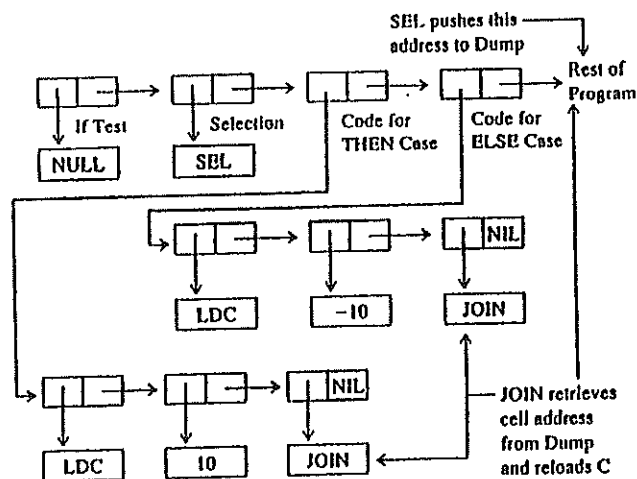 SEL pushes this
address to Dump
Rest of
Program
If Test
Selection
Code for
THEN Case
Code for
ELSE Case
NULL
SEL
NIL
LDC
-10
JOIN
NIL
LDC
10
JOIN
JOIN retrieves
cell address
from Dump
and reloads C